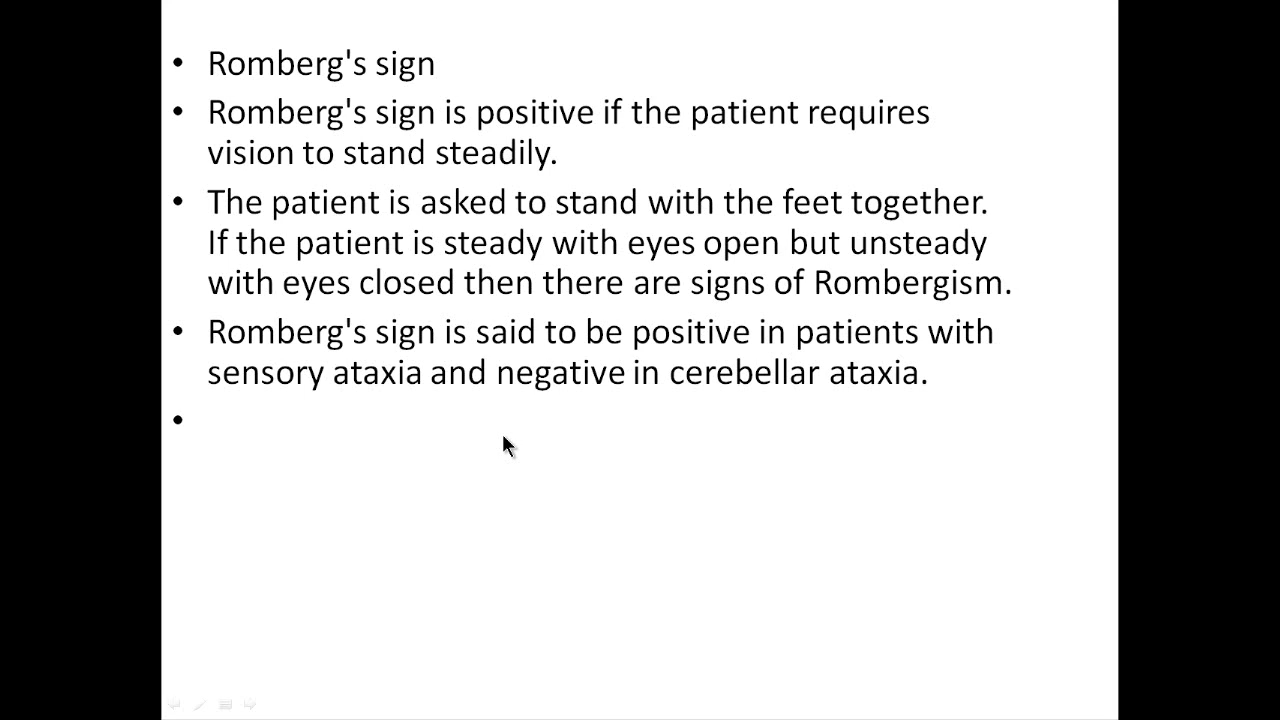 • Romberg's sign
• Romberg's sign is positive if the patient requires
vision to stand steadily.
• The patient is asked to stand with the feet together.
If the patient is steady with eyes open but unsteady
with eyes closed then there are signs of Rombergism.
• Romberg's sign is said to be positive in patients with
sensory ataxia and negative in cerebellar ataxia.
•